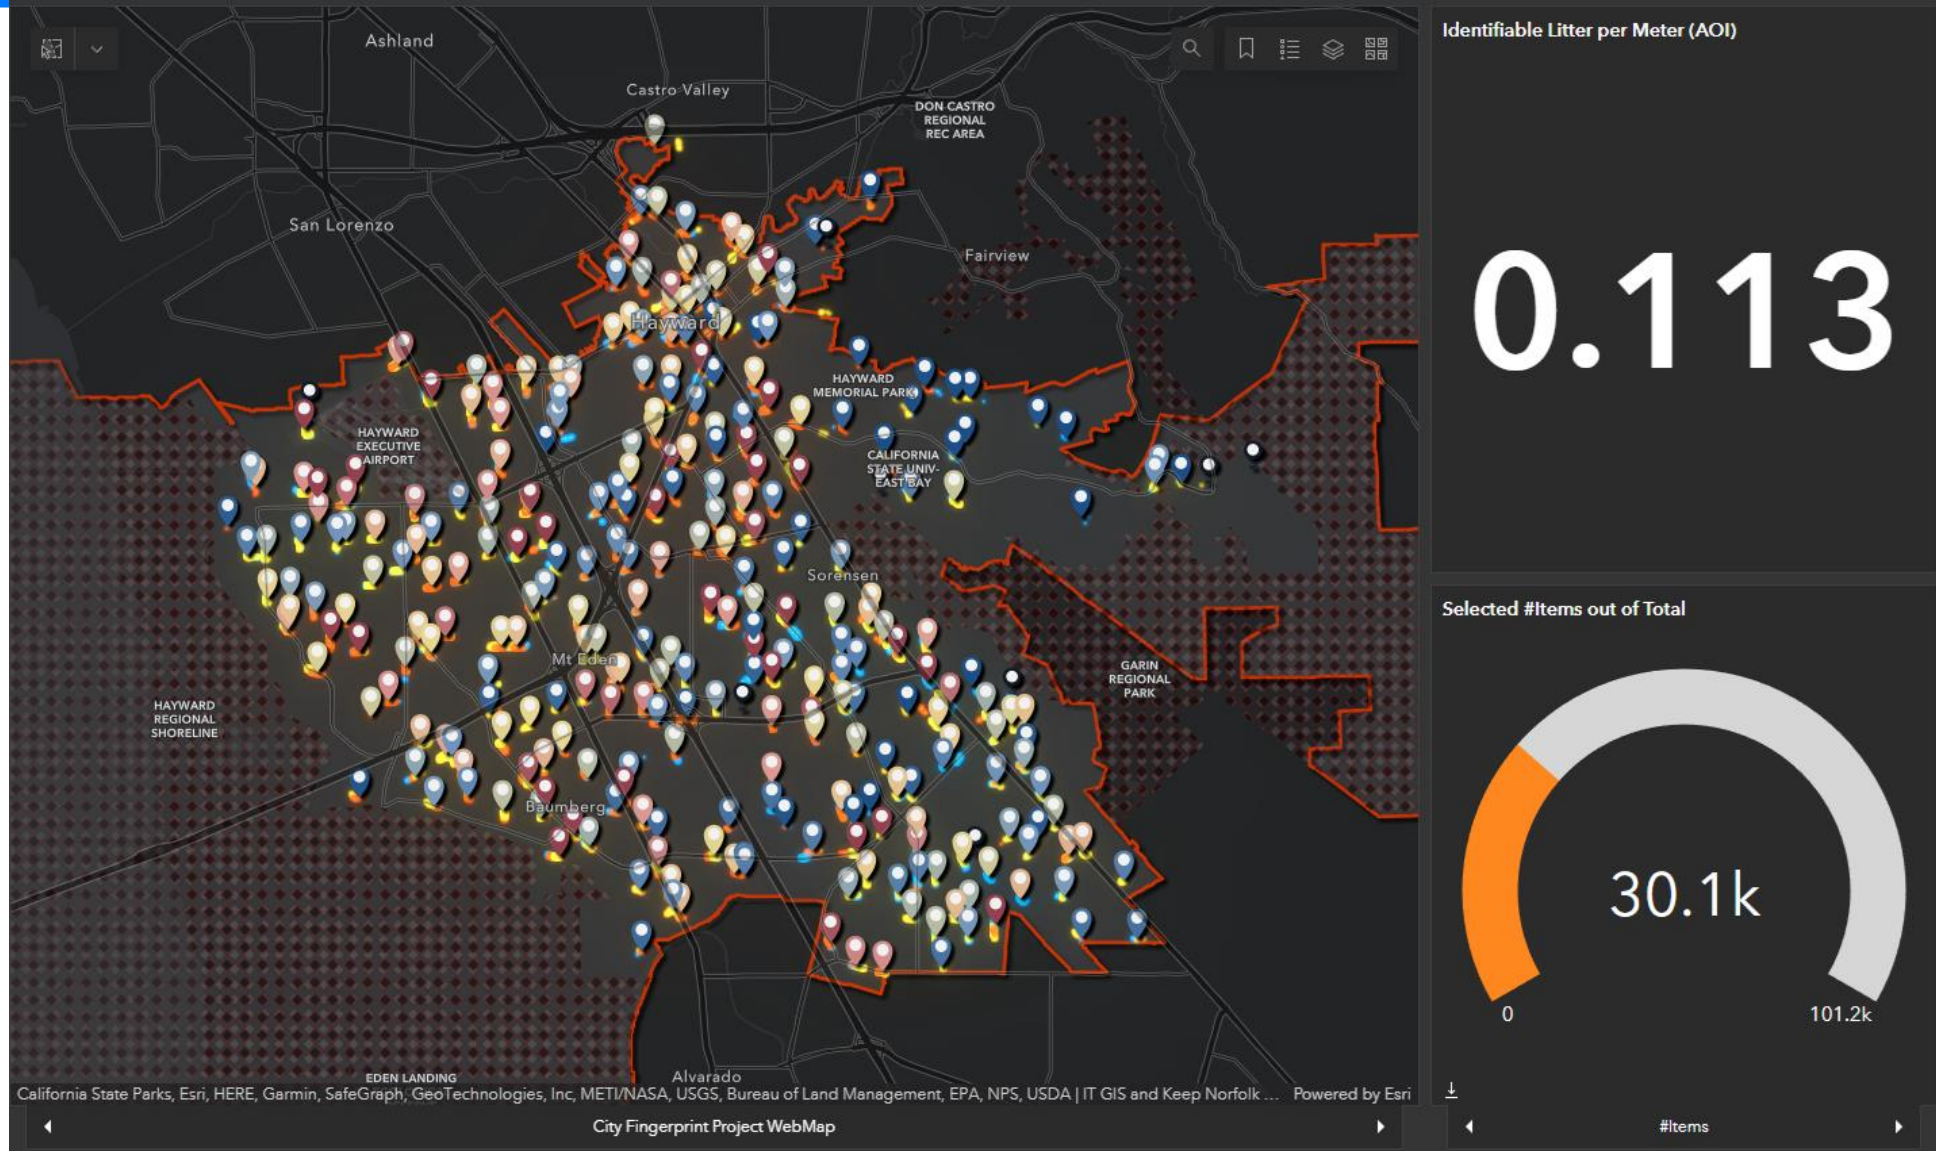 Ashland
Castro Valley
DON CASTRO
REGIONAL
REC AREA
San Lorenzo
Fairview
Hayward
HAYWARD
MEMORIAL PARK
HAYWARD
EXECUTIVE
AIRPORT
CALIFORNIA
STATE UNIV-
EAST BAY
Sorensen
Mt Eden
GARIN
REGIONAL
PARK
HAYWARD
REGIONAL
SHORELINE
Baumberg
EDEN LANDING
Alvarado
California State Parks, Esri, HERE, Garmin, SafeGraph, GeoTechnologies, Inc, METI/NASA, USGS, Bureau of Land Management, EPA, NPS, USDA | IT GIS and Keep Norfolk ... Powered by Esri
City Fingerprint Project WebMap
Identifiable Litter per Meter (AOI)
0.113
Selected #Items out of Total
30.1k
0 101.2k
#Items